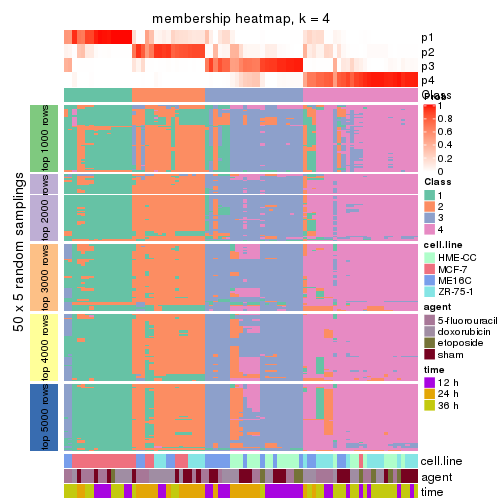 membership heatmap, k = 4
p1
p2
p3
p4
Class
Prob
1
0.8
0.6
0.4
0.2
0
Class
1
2
3
4
cell.line
HME-CC
MCF-7
ME16C
ZR-75-1
agent
5-fluorouracil
doxorubicin
etoposide
sham
time
12 h
24 h
36 h
50 x 5 random samplings
top 1000 rows
top 2000 rows
top 3000 rows
top 4000 rows
top 5000 rows
cell.line
agent
time